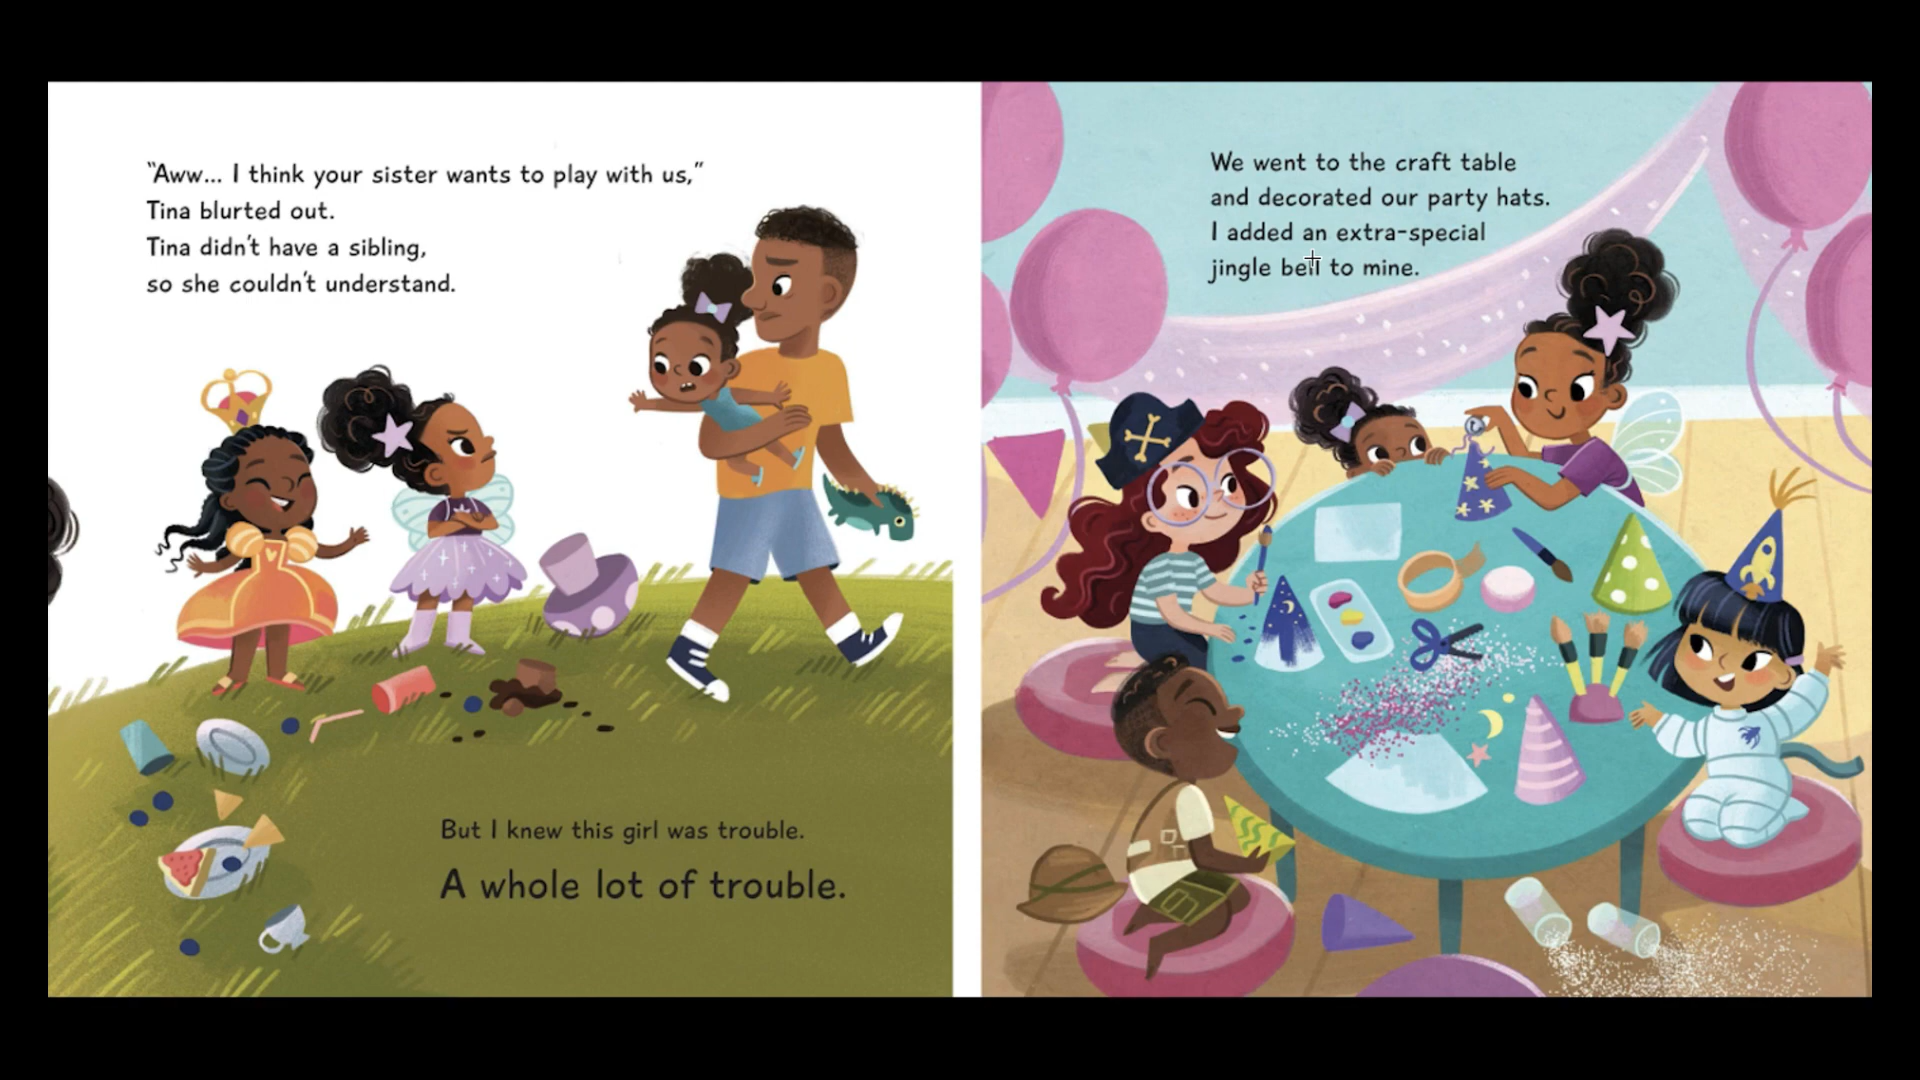 “Aww... I think your sister wants to play with us,”
Tina blurted out.
Tina didn’t have a sibling,
so she couldn’t understand.
But I knew this girl was trouble.
A whole lot of trouble.
We went to the craft table
and decorated our party hats.
I added an extra-special
jingle bell to mine.